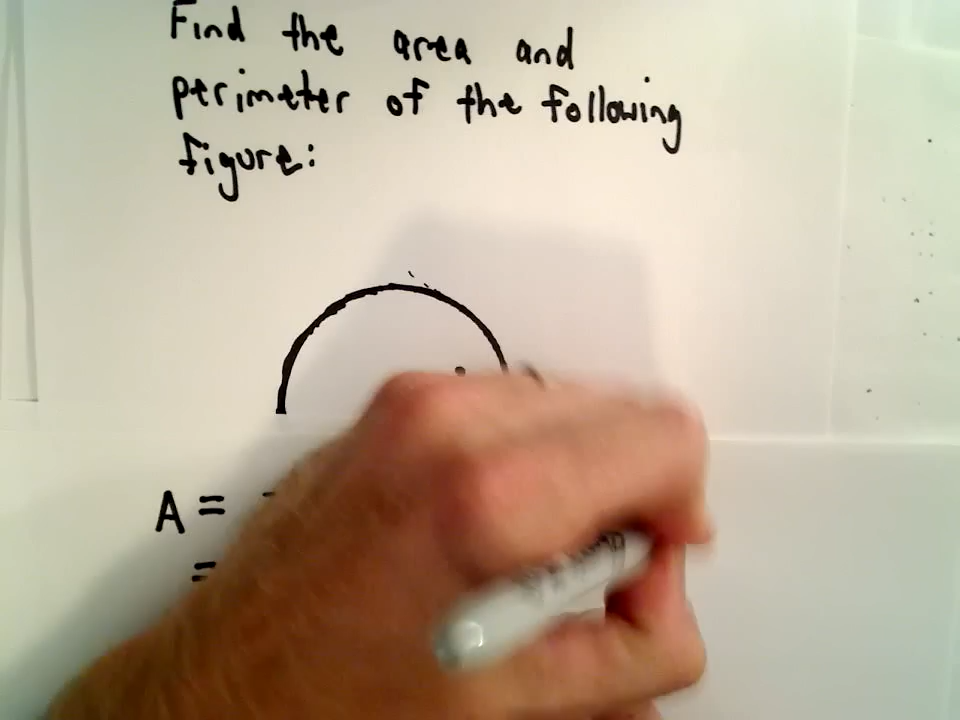 Find the area and
perimeter of the following
figure:
A =
=